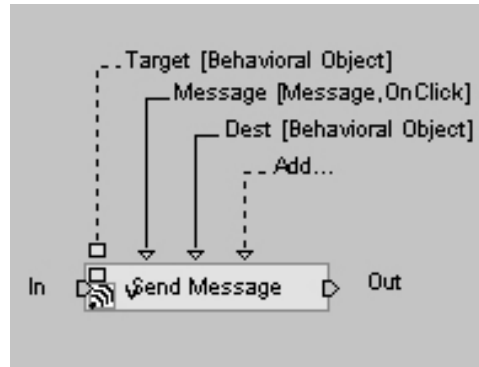 Target [Behavioral Object]
Message [Message,OnClick]
Dest [Behavioral Object]
Add...
In
Send Message
Out